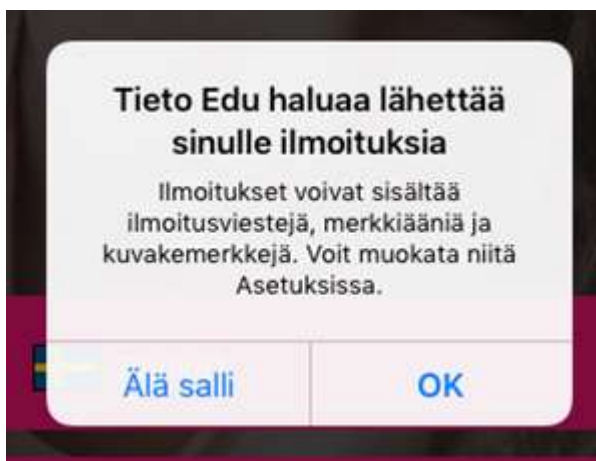 Tieto Edu haluaa lähettää
sinulle ilmoituksia
Ilmoitukset voivat sisältää
ilmoitusviestejä, merkkiääniä ja
kuvakemerkkejä. Voit muokata niitä
Asetuksissa.
Älä salli
OK